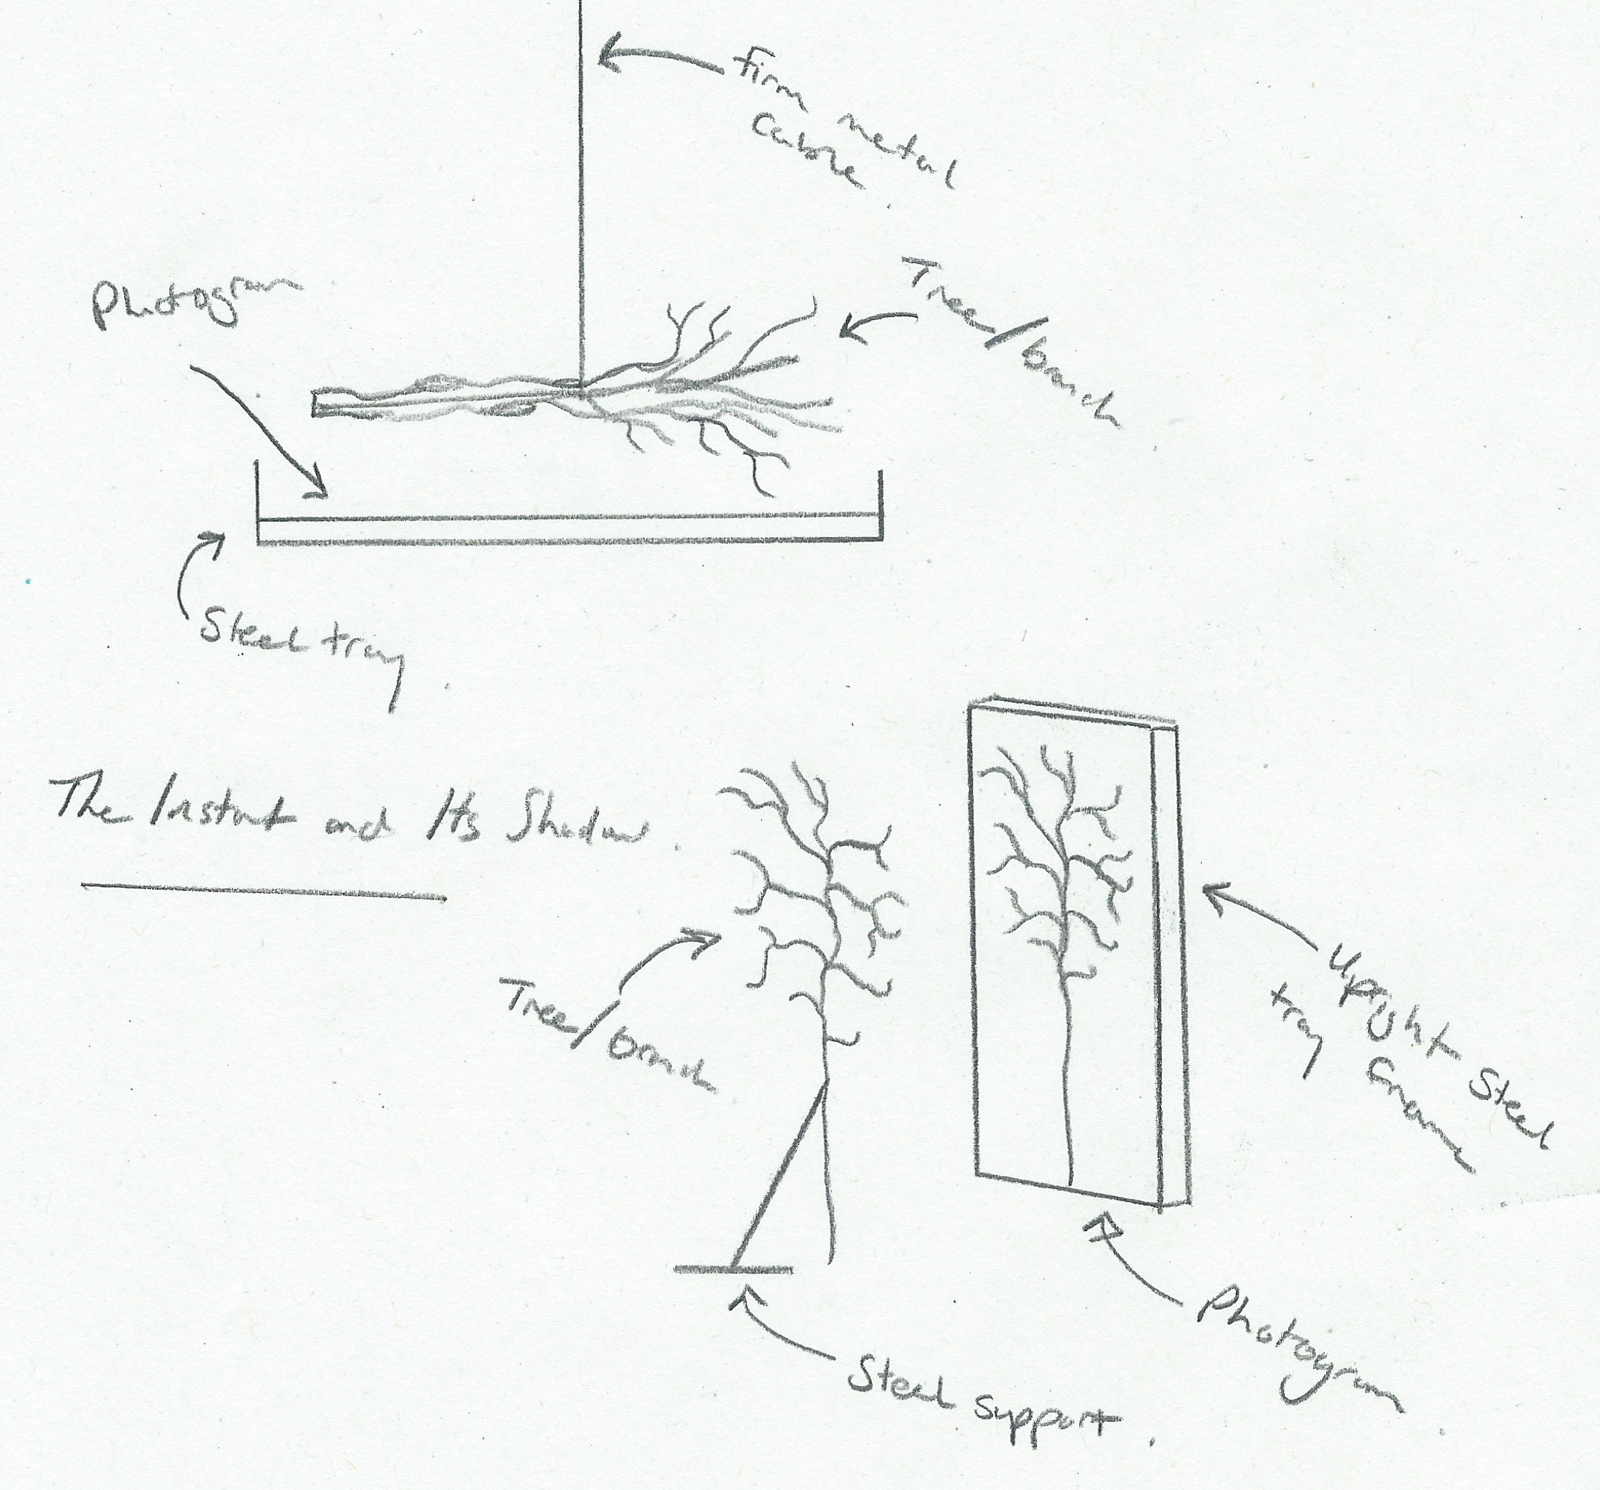 firm metal
cable
Photogram
Tree/branch
Steel tray
The Instant and Its Shadow.
Tree/branch
Upright Steel
tray frame
Photogram
Steel support.